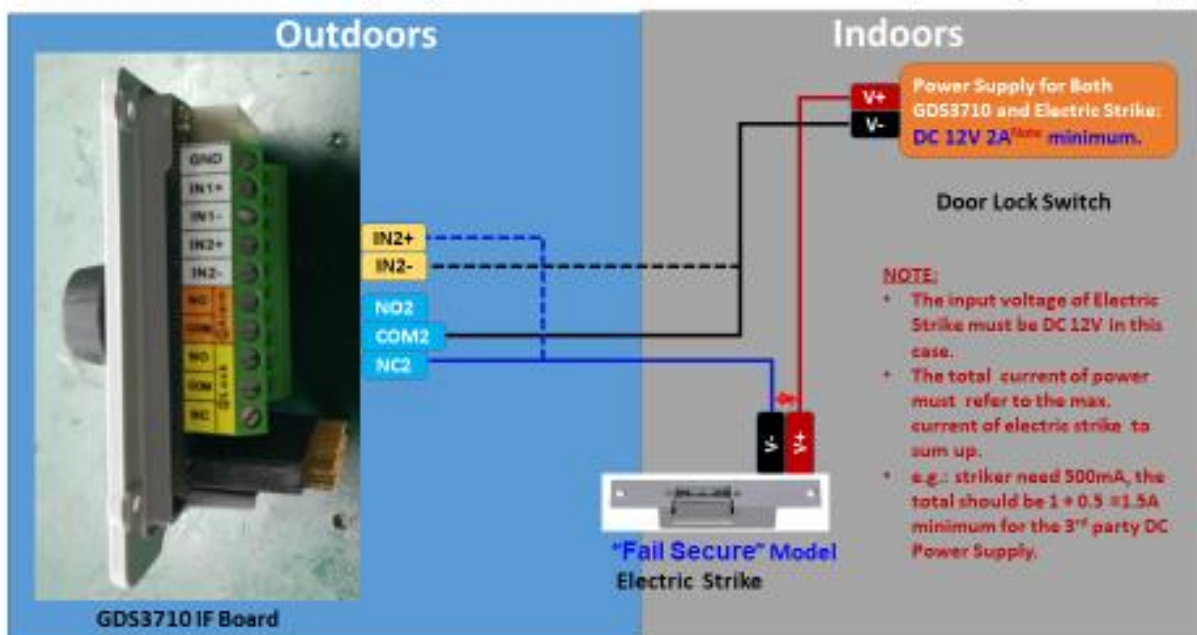 Outdoors
Indoors
GND
IN1+
IN1-
IN2+
IN2-
NO
COM
NO
COM
NC
Lock
IN2+
IN2-
NO2
COM2
NC2
V+
V-
Power Supply for Both
GDS3710 and Electric Strike:
DC 12V 2A Note minimum.
Door Lock Switch
NOTE:
• The input voltage of Electric
Strike must be DC 12V in this
case.
• The total current of power
must refer to the max.
current of electric strike to
sum up.
• e.g.: striker need 500mA, the
total should be 1 + 0.5 =1.5A
minimum for the 3rd party DC
Power Supply.
V-
V+
"Fail Secure" Model
Electric Strike
GDS3710 IF Board